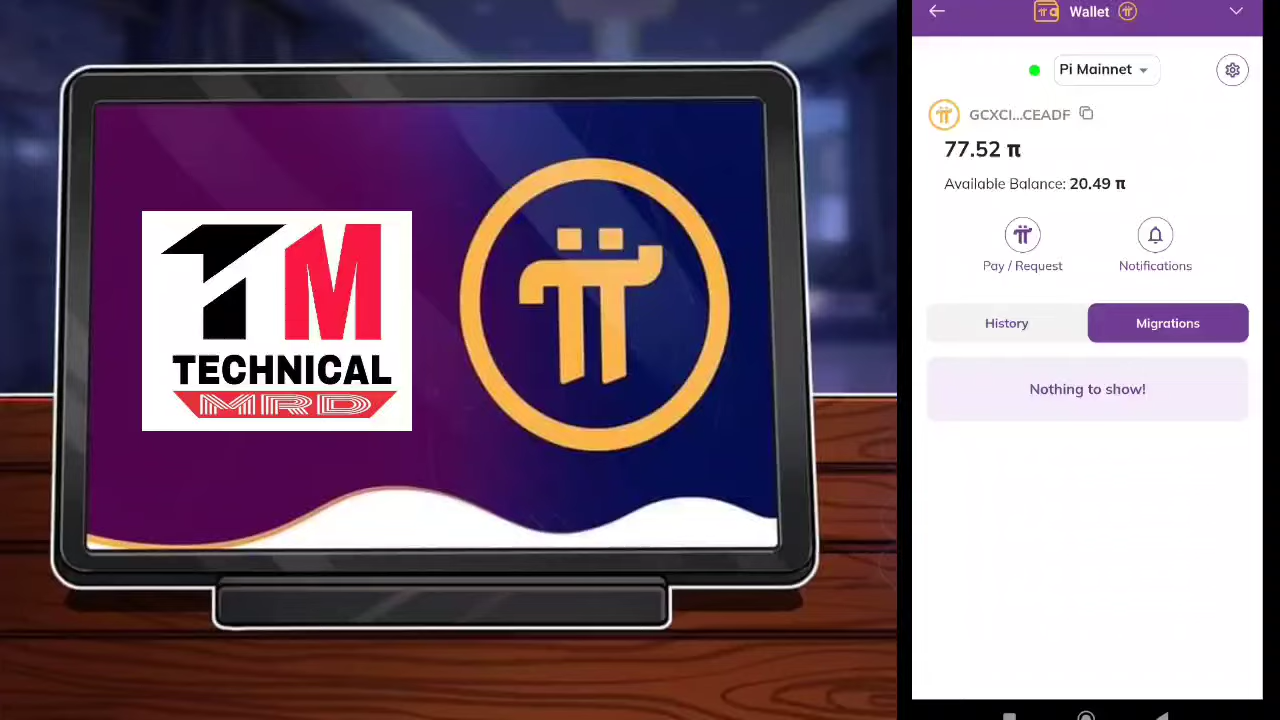 TM
TECHNICAL
MRD
Wallet
Pi Mainnet
GCXCI...CEADF
77.52 π
Available Balance: 20.49 π
Pay / Request
Notifications
History
Migrations
Nothing to show!